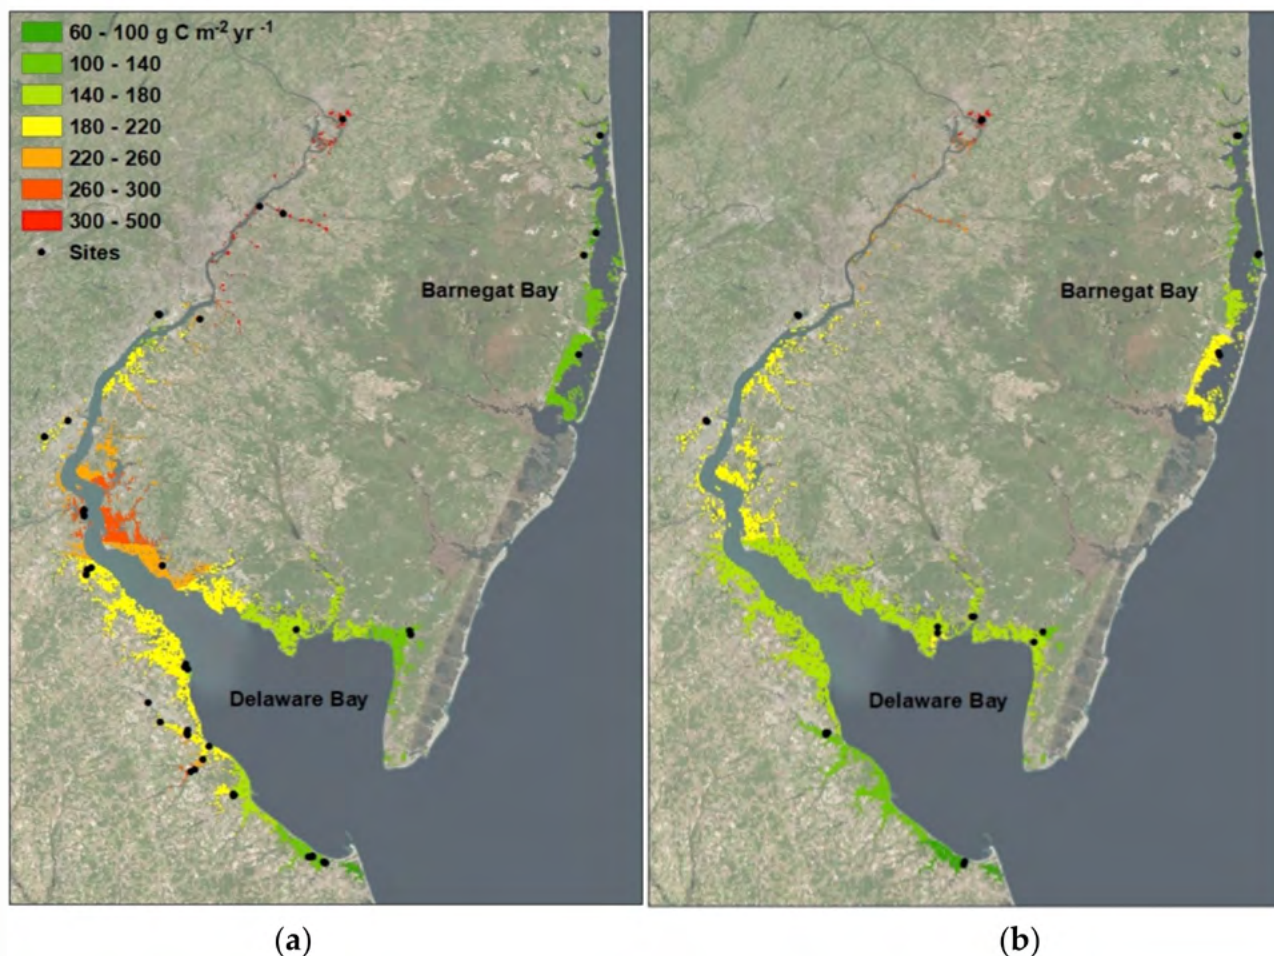 60 - 100 g C m⁻² yr ⁻¹
100 - 140
140 - 180
180 - 220
220 - 260
260 - 300
300 - 500
Sites
Barnegat Bay
Delaware Bay
Barnegat Bay
Delaware Bay
(a)
(b)